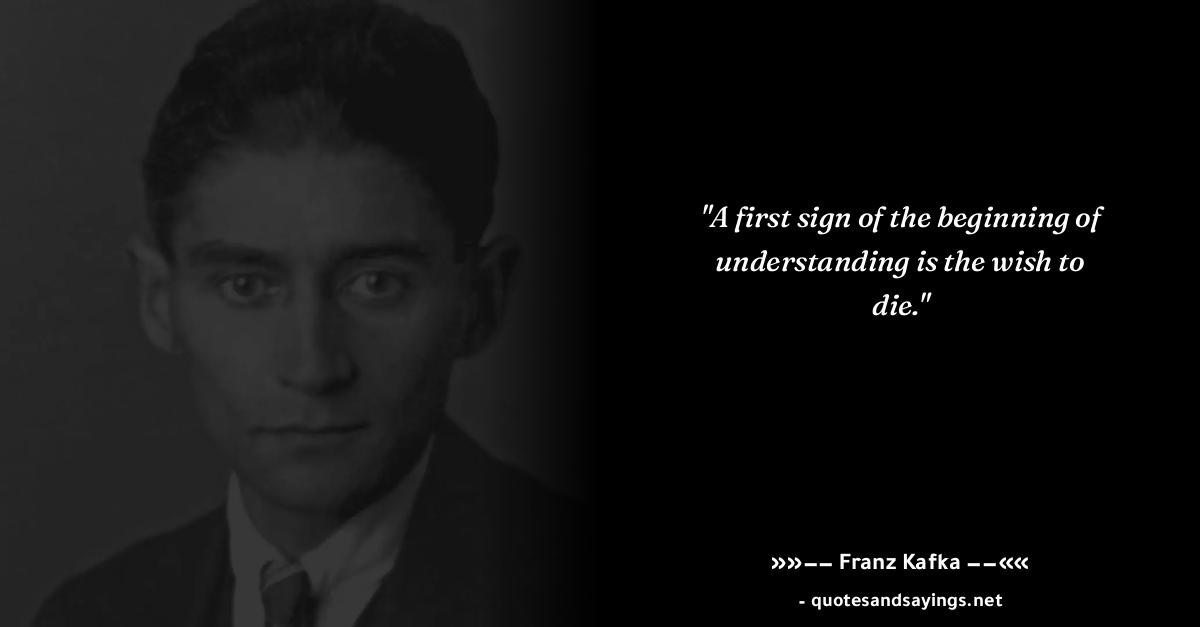 "A first sign of the beginning of
understanding is the wish to
die."
»»–– Franz Kafka ––««
- quotesandsayings.net